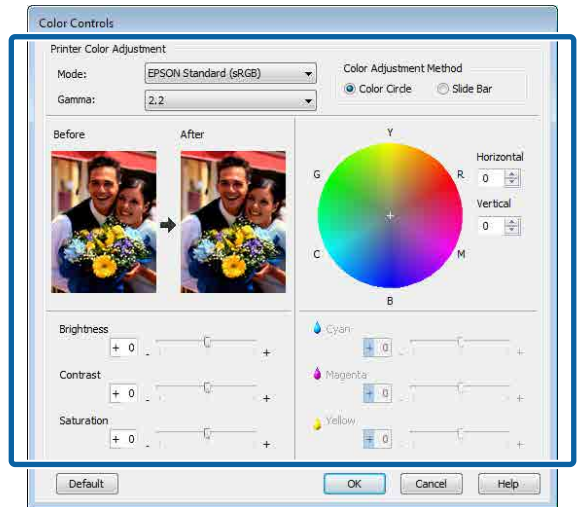 Color Controls
Printer Color Adjustment
Mode: EPSON Standard (sRGB)
Gamma: 2.2
Color Adjustment Method
Color Circle Slide Bar
Before After
Y
G R
C M
B
Horizontal
0
Vertical
0
Brightness
+ 0 - +
Contrast
+ 0 - +
Saturation
+ 0 - +
Cyan
+ 0 - +
Magenta
+ 0 - +
Yellow
+ 0 - +
Default OK Cancel Help